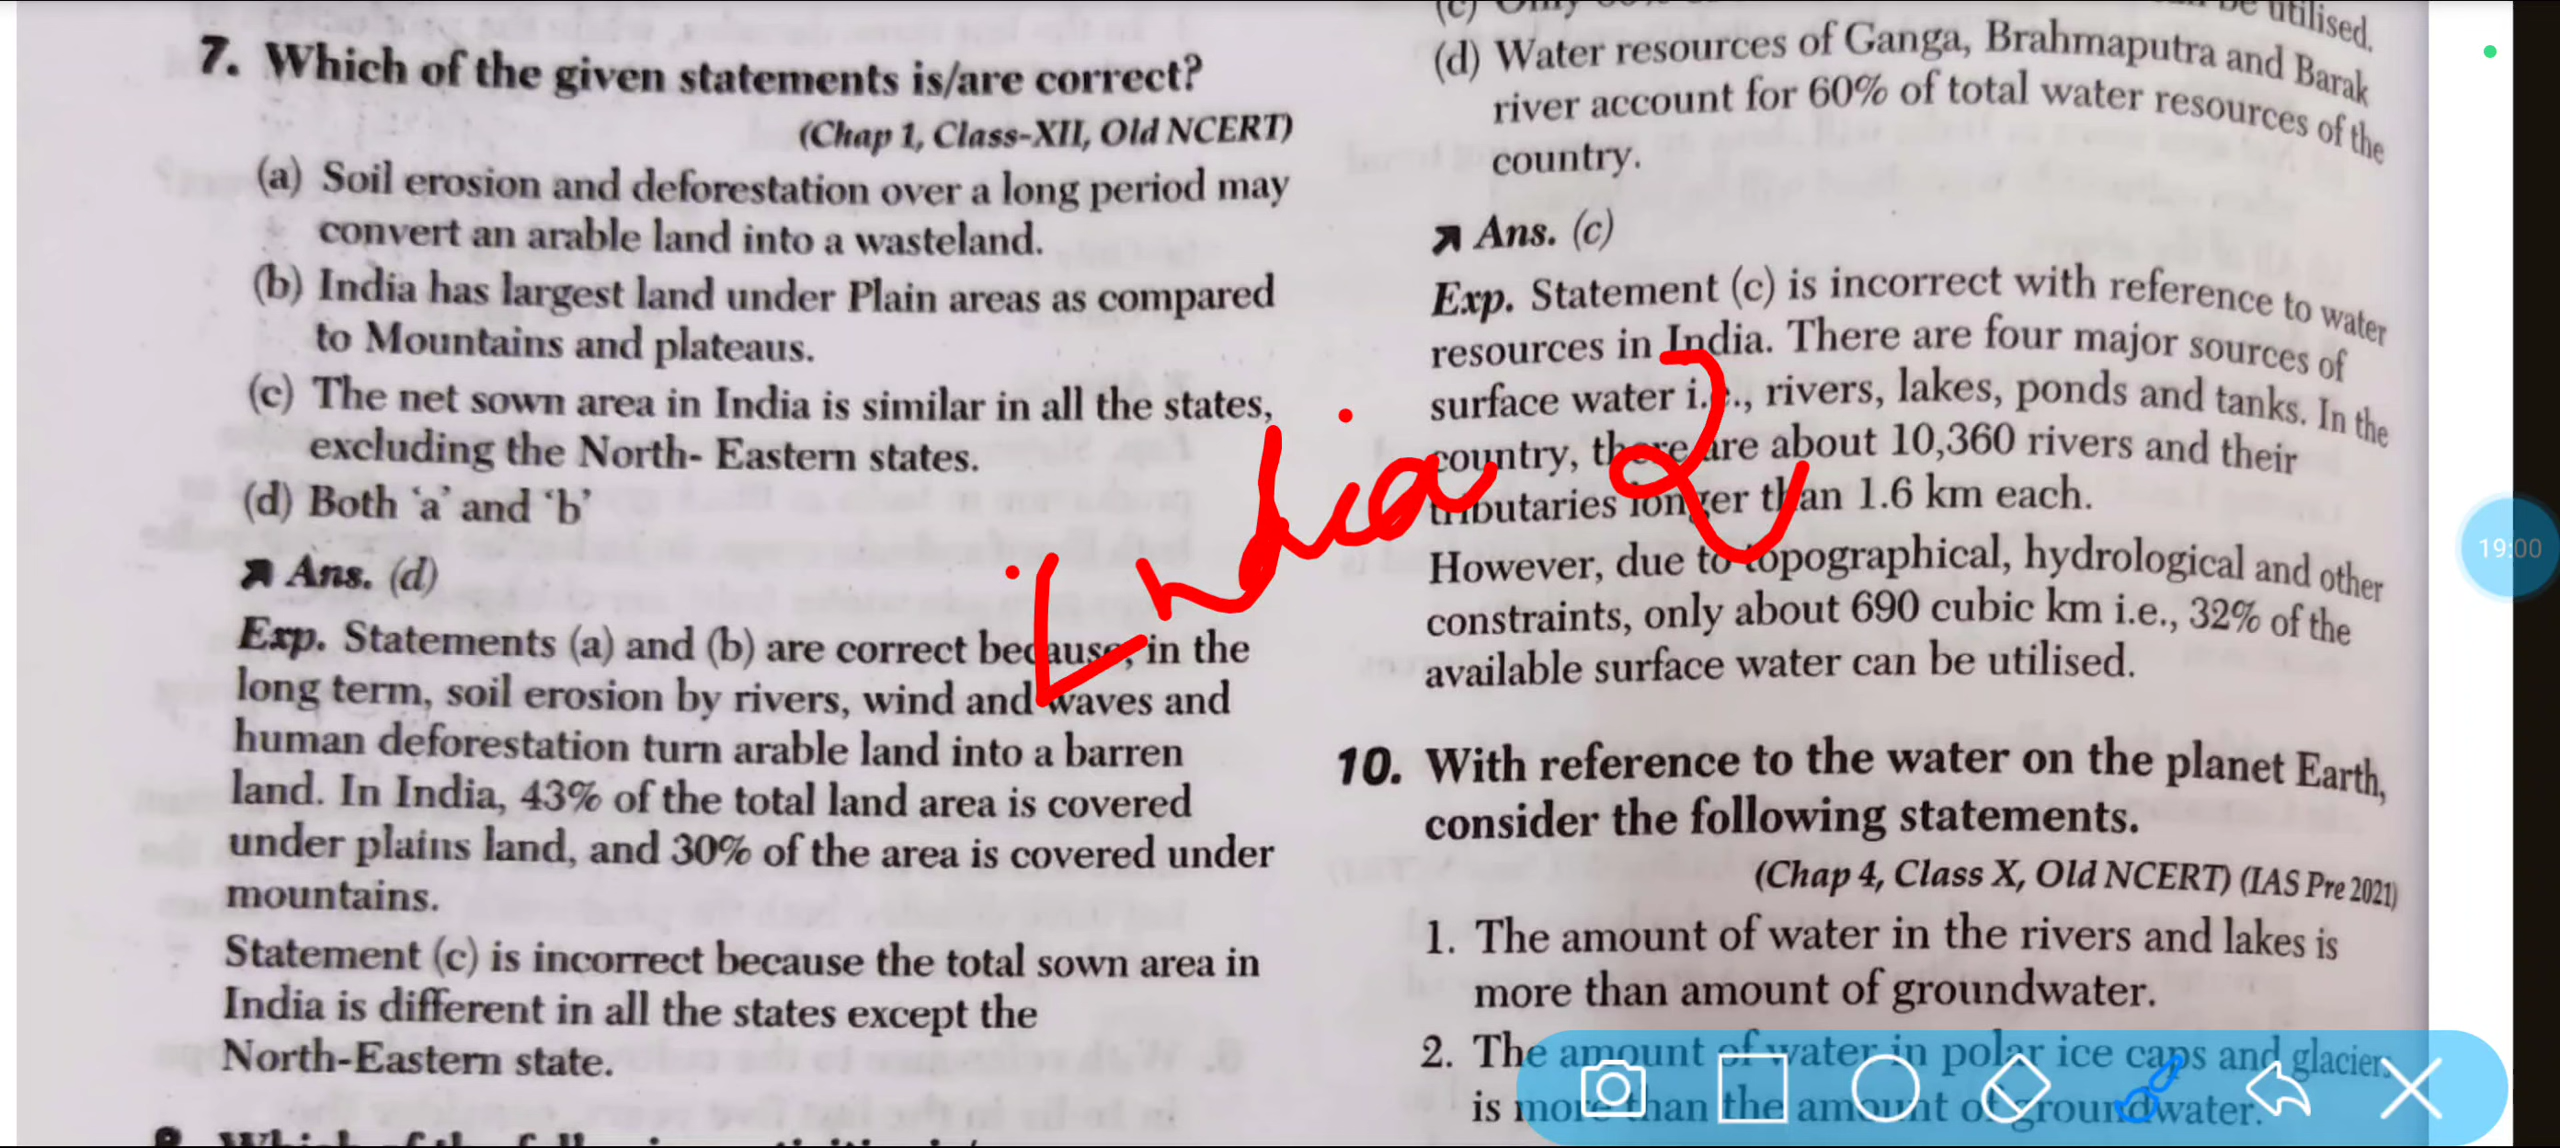 7. Which of the given statements is/are correct?
(Chap 1, Class-XII, Old NCERT)
(a) Soil erosion and deforestation over a long period may
convert an arable land into a wasteland.
(b) India has largest land under Plain areas as compared
to Mountains and plateaus.
(c) The net sown area in India is similar in all the states,
excluding the North- Eastern states.
(d) Both 'a' and 'b'
Ans. (d)
Exp. Statements (a) and (b) are correct because, in the
long term, soil erosion by rivers, wind and waves and
human deforestation turn arable land into a barren
land. In India, 43% of the total land area is covered
under plains land, and 30% of the area is covered under
mountains.
Statement (c) is incorrect because the total sown area in
India is different in all the states except the
North-Eastern state.
be utilised.
(d) Water resources of Ganga, Brahmaputra and Barak
river account for 60% of total water resources of the
country.
Ans. (c)
Exp. Statement (c) is incorrect with reference to water
resources in India. There are four major sources of
surface water i.e., rivers, lakes, ponds and tanks. In the
country, there are about 10,360 rivers and their
tributaries longer than 1.6 km each.
However, due to topographical, hydrological and other
constraints, only about 690 cubic km i.e., 32% of the
available surface water can be utilised.
10. With reference to the water on the planet Earth,
consider the following statements.
(Chap 4, Class X, Old NCERT) (IAS Pre 2021)
1. The amount of water in the rivers and lakes is
more than amount of groundwater.
2. The amount of water in polar ice caps and glaciers
is more than the amount of groundwater.
India 2
19:00